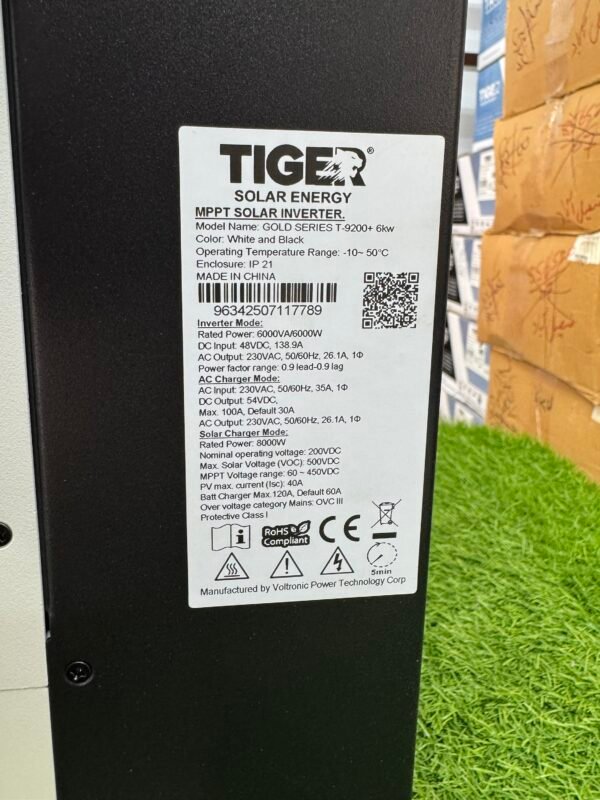 TIGER®
SOLAR ENERGY
MPPT SOLAR INVERTER.
Model Name: GOLD SERIES T-9200+ 6kw
Color: White and Black
Operating Temperature Range: -10~ 50°C
Enclosure: IP 21
MADE IN CHINA
96342507117789
Inverter Mode:
Rated Power: 6000VA/6000W
DC Input: 48VDC, 138.9A
AC Output: 230VAC, 50/60Hz, 26.1A, 1Φ
Power factor range: 0.9 lead-0.9 lag
AC Charger Mode:
AC Input: 230VAC, 50/60Hz, 35A, 1Φ
DC Output: 54VDC,
Max. 100A, Default 30A
AC Output: 230VAC, 50/60Hz, 26.1A, 1Φ
Solar Charger Mode:
Rated Power: 8000W
Nominal operating voltage: 200VDC
Max. Solar Voltage (VOC): 500VDC
MPPT Voltage range: 60 ~ 450VDC
PV max. current (Isc): 40A
Batt Charger Max.120A, Default 60A
Over voltage category Mains: OVC III
Protective Class I
RoHS
Compliant
CE
5min
Manufactured by Voltronic Power Technology Corp
TIGER